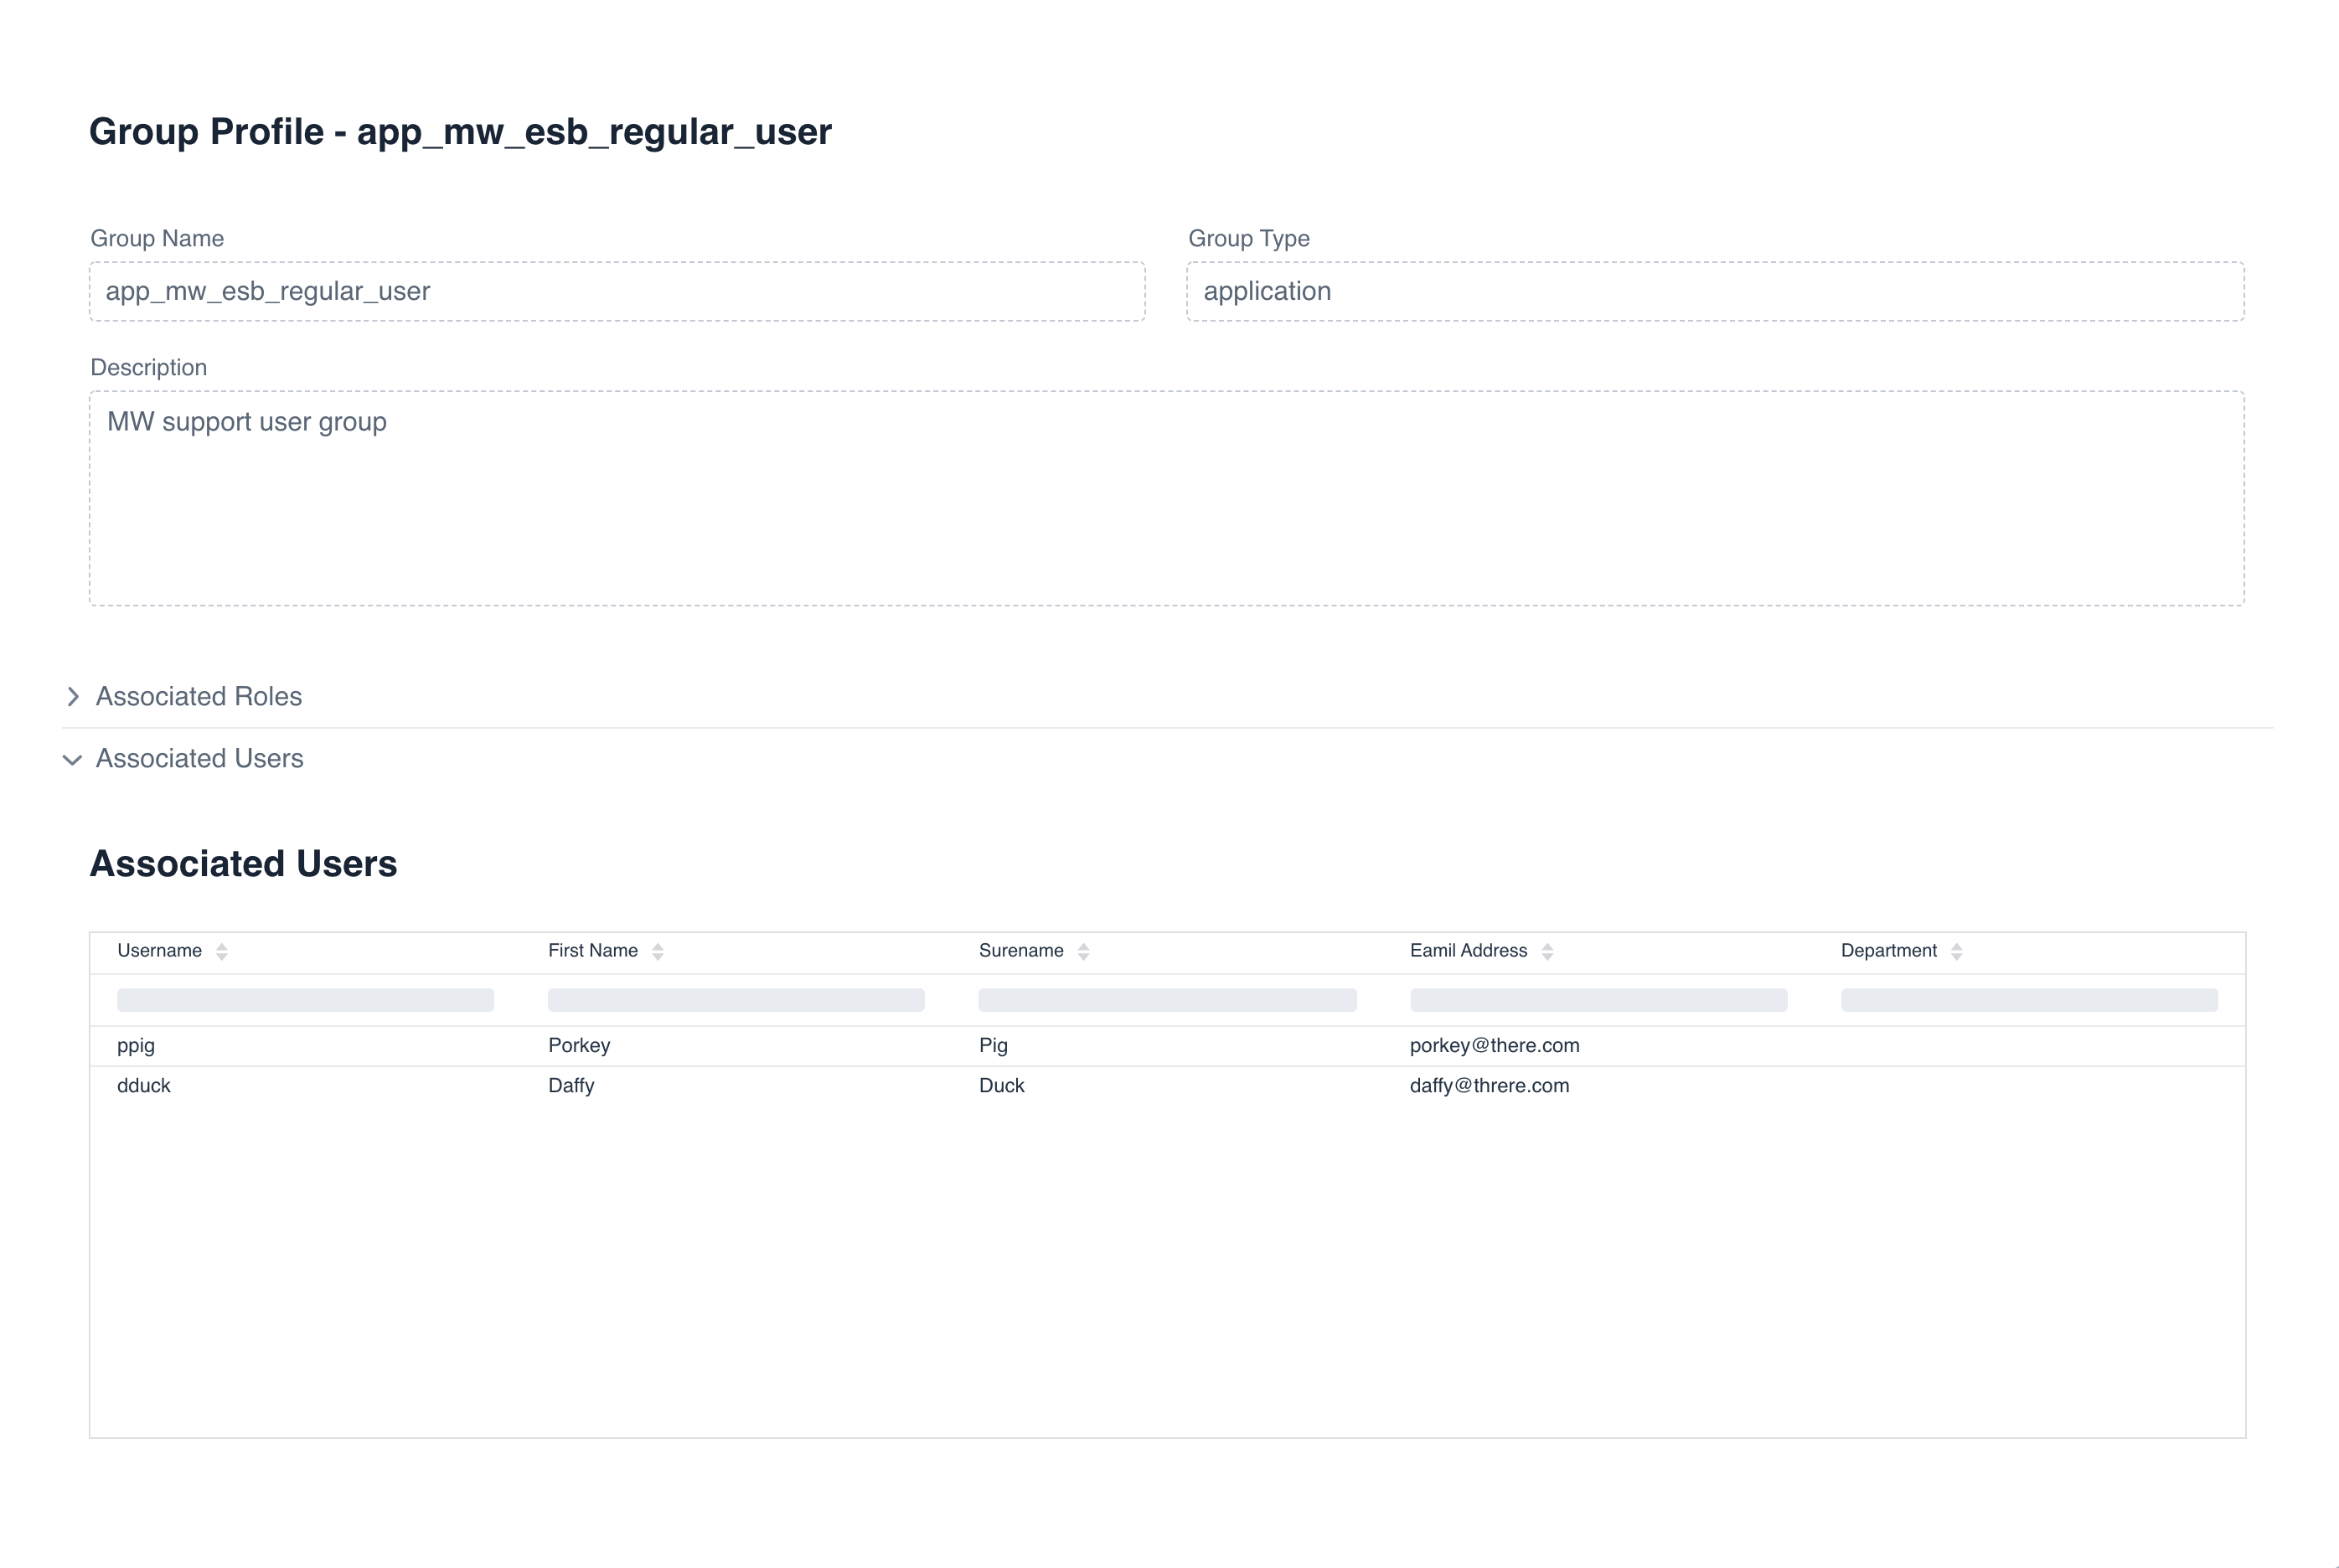 Group Profile - app_mw_esb_regular_user
Group Name
Group Type
app_mw_esb_regular_user
application
Description
MW support user group
Associated Roles
Associated Users
Associated Users
Username First Name Surename Eamil Address Department
ppig Porkey Pig porkey@there.com
dduck Daffy Duck daffy@threre.com